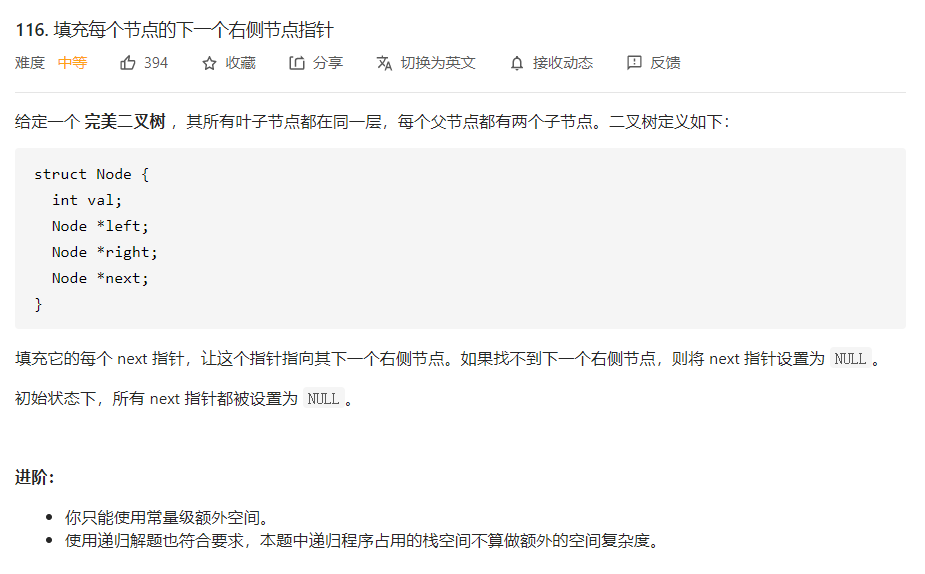 116. 填充每个节点的下一个右侧节点指针
难度 中等 394 收藏 分享 切换为英文 接收动态 反馈
给定一个 完美二叉树 ，其所有叶子节点都在同一层，每个父节点都有两个子节点。二叉树定义如下：
struct Node {
  int val;
  Node *left;
  Node *right;
  Node *next;
}
填充它的每个 next 指针，让这个指针指向其下一个右侧节点。如果找不到下一个右侧节点，则将 next 指针设置为 NULL 。
初始状态下，所有 next 指针都被设置为 NULL 。
进阶：
• 你只能使用常量级额外空间。
• 使用递归解题也符合要求，本题中递归程序占用的栈空间不算做额外的空间复杂度。